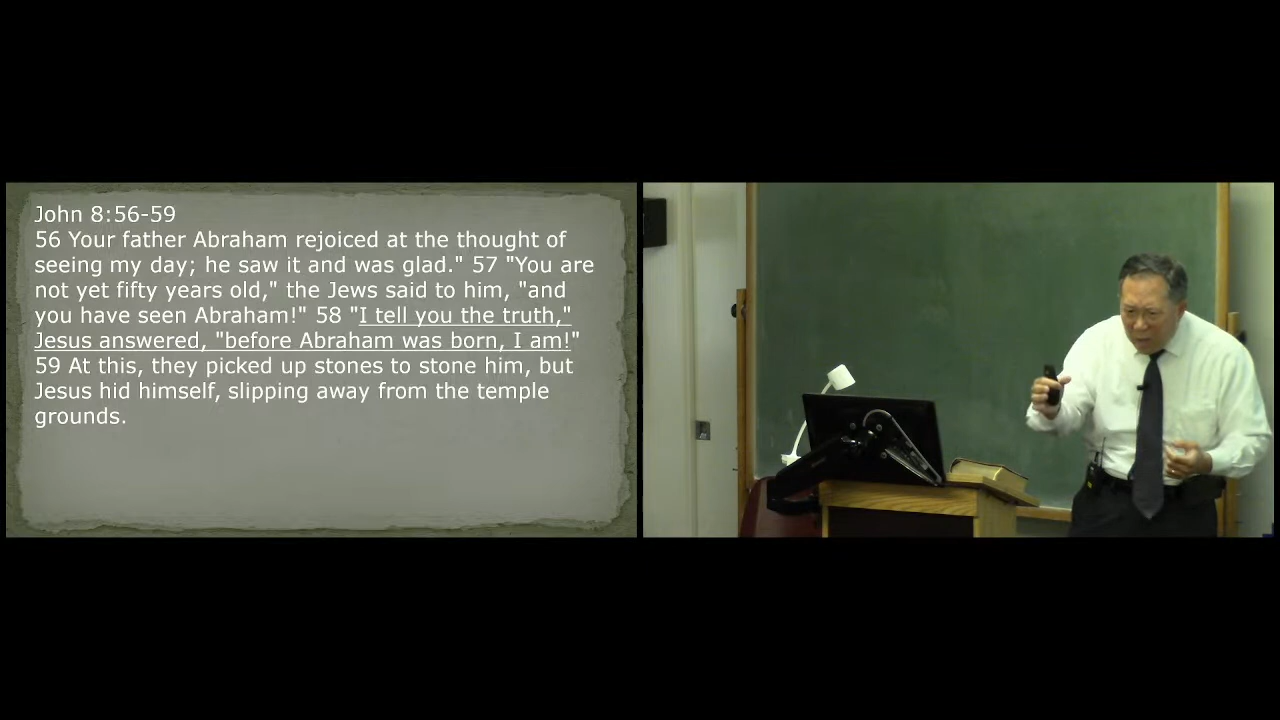 John 8:56-59
56 Your father Abraham rejoiced at the thought of
seeing my day; he saw it and was glad." 57 "You are
not yet fifty years old," the Jews said to him, "and
you have seen Abraham!" 58 "I tell you the truth,"
Jesus answered, "before Abraham was born, I am!"
59 At this, they picked up stones to stone him, but
Jesus hid himself, slipping away from the temple
grounds.